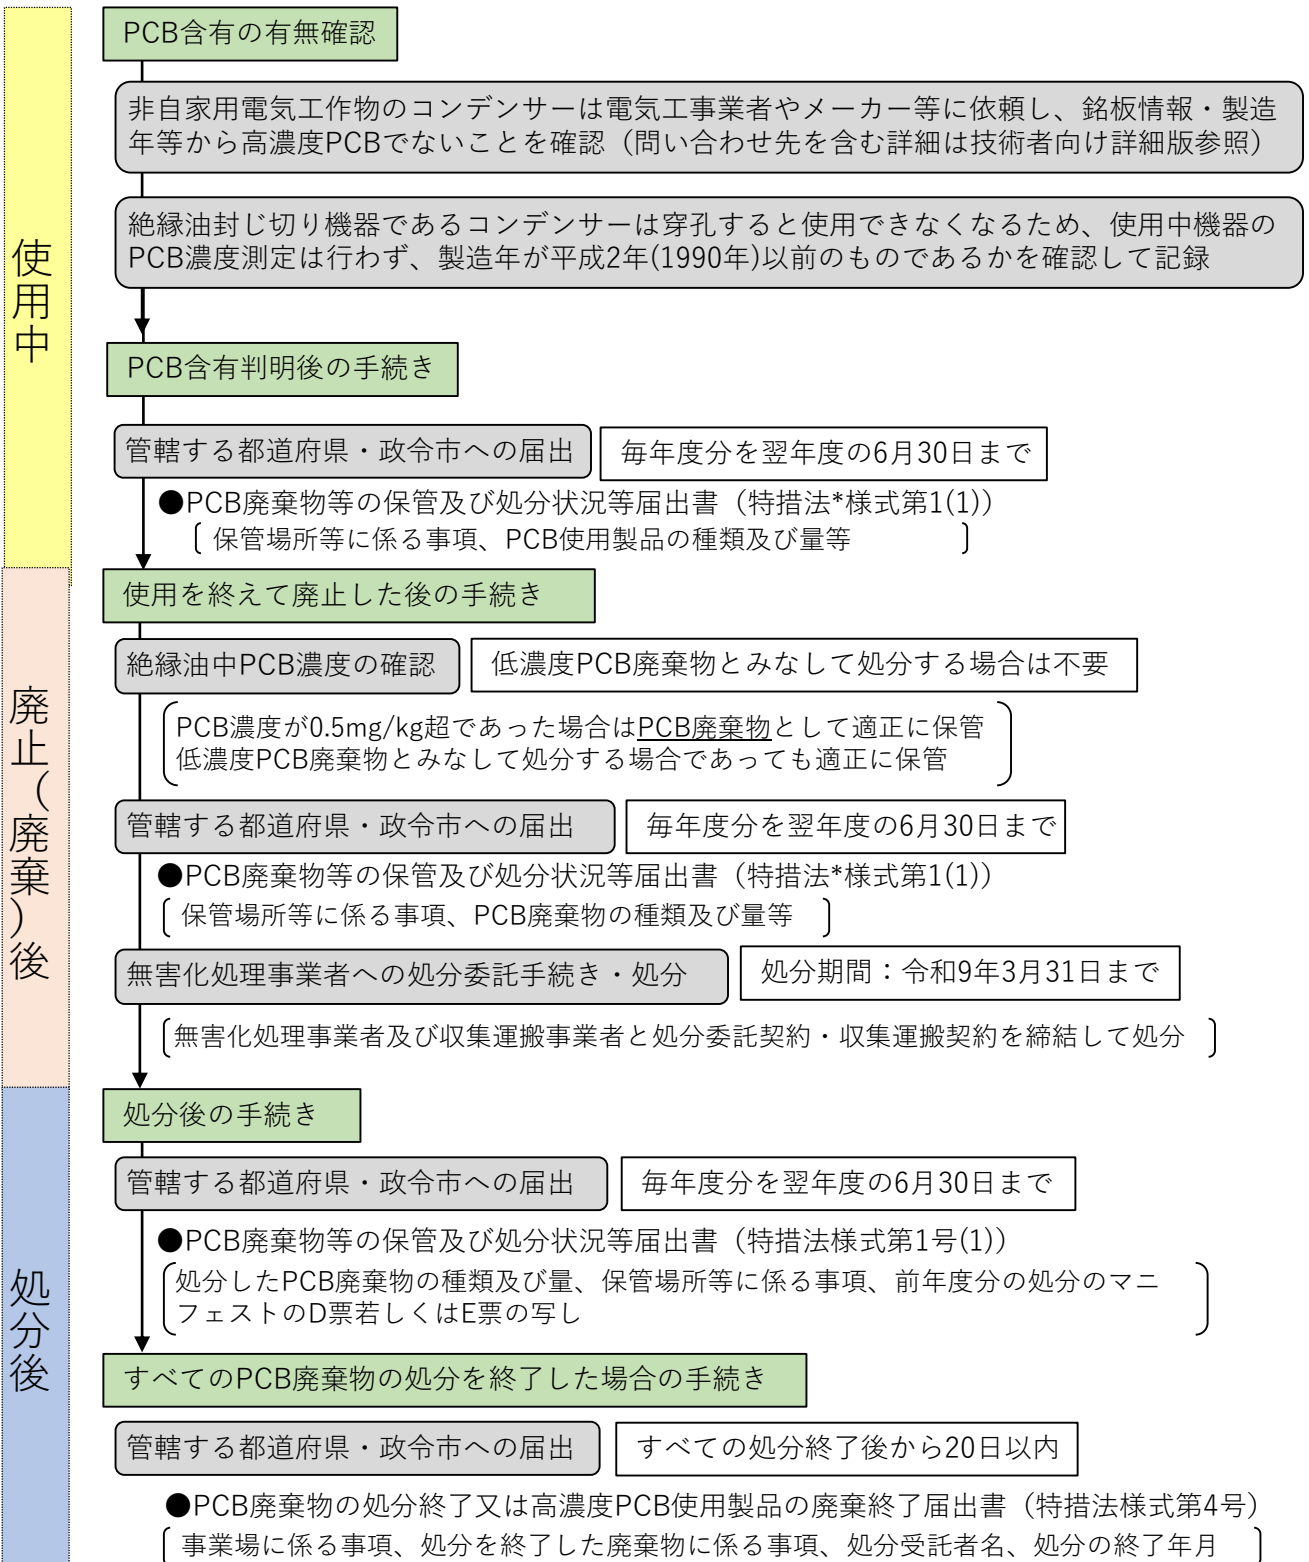 使用中
PCB含有の有無確認
非自家用電気工作物のコンデンサーは電気工事業者やメーカー等に依頼し、銘板情報・製造
年等から高濃度PCBでないことを確認（問い合わせ先を含む詳細は技術者向け詳細版参照）
絶縁油封じ切り機器であるコンデンサーは穿孔すると使用できなくなるため、使用中機器の
PCB濃度測定は行わず、製造年が平成2年(1990年)以前のものであるかを確認して記録
PCB含有判明後の手続き
管轄する都道府県・政令市への届出
毎年度分を翌年度の6月30日まで
●PCB廃棄物等の保管及び処分状況等届出書（特措法*様式第1(1)）
保管場所等に係る事項、PCB使用製品の種類及び量等
廃止（廃棄）後
使用を終えて廃止した後の手続き
絶縁油中PCB濃度の確認
低濃度PCB廃棄物とみなして処分する場合は不要
PCB濃度が0.5mg/kg超であった場合はPCB廃棄物として適正に保管
低濃度PCB廃棄物とみなして処分する場合であっても適正に保管
管轄する都道府県・政令市への届出
毎年度分を翌年度の6月30日まで
●PCB廃棄物等の保管及び処分状況等届出書（特措法*様式第1(1)）
保管場所等に係る事項、PCB廃棄物の種類及び量等
無害化処理事業者への処分委託手続き・処分
処分期間：令和9年3月31日まで
無害化処理事業者及び収集運搬事業者と処分委託契約・収集運搬契約を締結して処分
処分後
処分後の手続き
管轄する都道府県・政令市への届出
毎年度分を翌年度の6月30日まで
●PCB廃棄物等の保管及び処分状況等届出書（特措法様式第1号(1)）
処分したPCB廃棄物の種類及び量、保管場所等に係る事項、前年度分の処分のマニ
フェストのD票若しくはE票の写し
すべてのPCB廃棄物の処分を終了した場合の手続き
管轄する都道府県・政令市への届出
すべての処分終了後から20日以内
●PCB廃棄物の処分終了又は高濃度PCB使用製品の廃棄終了届出書（特措法様式第4号）
事業場に係る事項、処分を終了した廃棄物に係る事項、処分受託者名、処分の終了年月